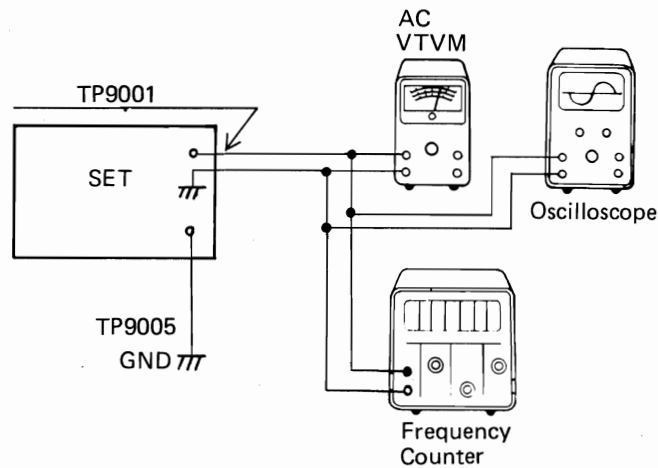 AC
VTVM
TP9001
SET
Oscilloscope
TP9005
GND
Frequency
Counter